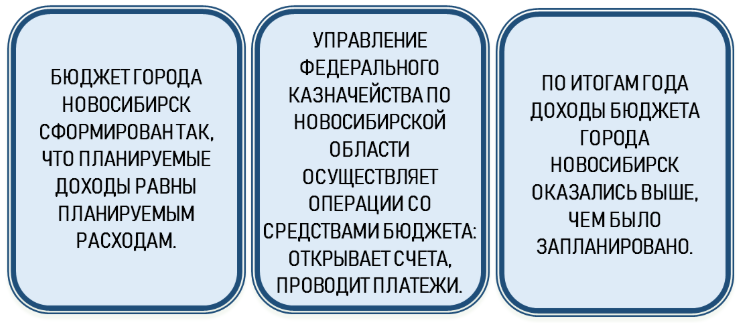 БЮДЖЕТ ГОРОДА
НОВОСИБИРСК
СФОРМИРОВАН ТАК,
ЧТО ПЛАНИРУЕМЫЕ
ДОХОДЫ РАВНЫ
ПЛАНИРУЕМЫМ
РАСХОДАМ.
УПРАВЛЕНИЕ
ФЕДЕРАЛЬНОГО
КАЗНАЧЕЙСТВА ПО
НОВОСИБИРСКОЙ
ОБЛАСТИ
ОСУЩЕСТВЛЯЕТ
ОПЕРАЦИИ СО
СРЕДСТВАМИ БЮДЖЕТА:
ОТКРЫВАЕТ СЧЕТА,
ПРОВОДИТ ПЛАТЕЖИ.
ПО ИТОГАМ ГОДА
ДОХОДЫ БЮДЖЕТА
ГОРОДА
НОВОСИБИРСК
ОКАЗАЛИСЬ ВЫШЕ,
ЧЕМ БЫЛО
ЗАПЛАНИРОВАНО.